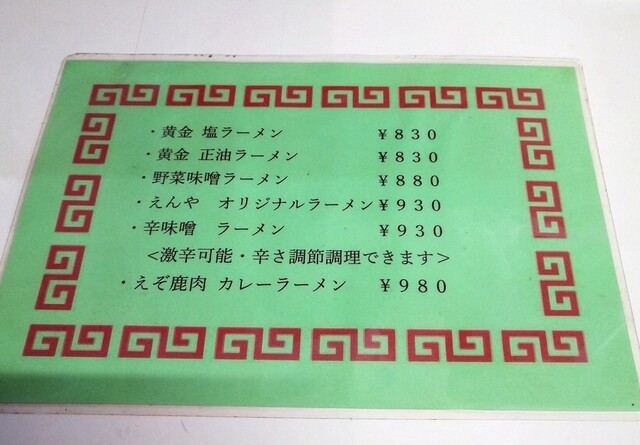 ・黄金 塩ラーメン ￥８３０
・黄金 正油ラーメン ￥８３０
・野菜味噌ラーメン ￥８８０
・えんや　オリジナルラーメン￥９３０
・辛味噌　ラーメン ￥９３０
<激辛可能・辛さ調節調理できます>
・えぞ鹿肉 カレーラーメン ￥９８０